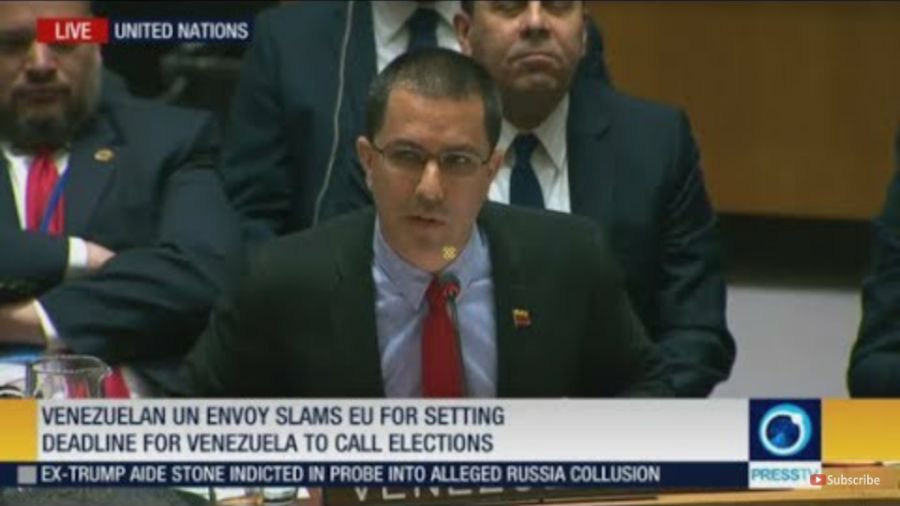 LIVE UNITED NATIONS
VENEZUELAN UN ENVOY SLAMS EU FOR SETTING
DEADLINE FOR VENEZUELA TO CALL ELECTIONS
PRESSTV
EX-TRUMP AIDE STONE INDICTED IN PROBE INTO ALLEGED RUSSIA COLLUSION
Subscribe